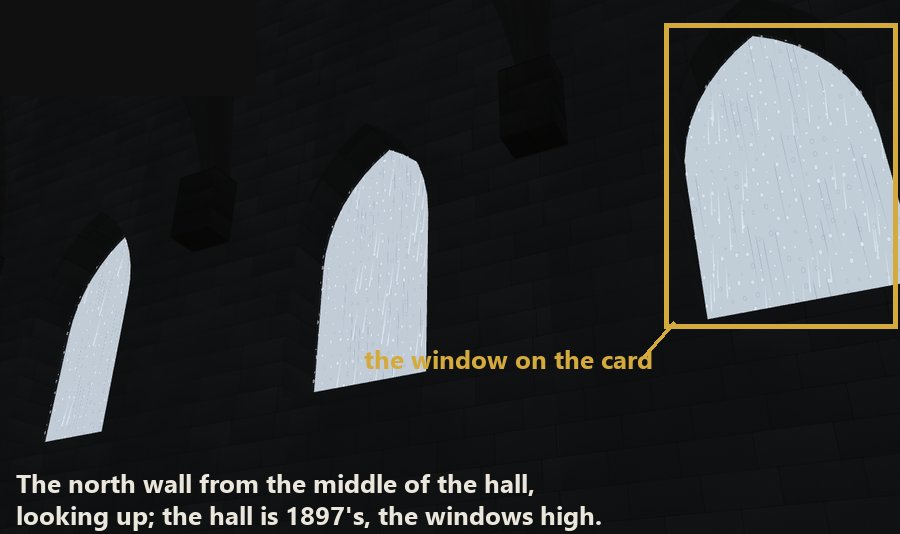 the window on the card
The north wall from the middle of the hall,
looking up; the hall is 1897's, the windows high.